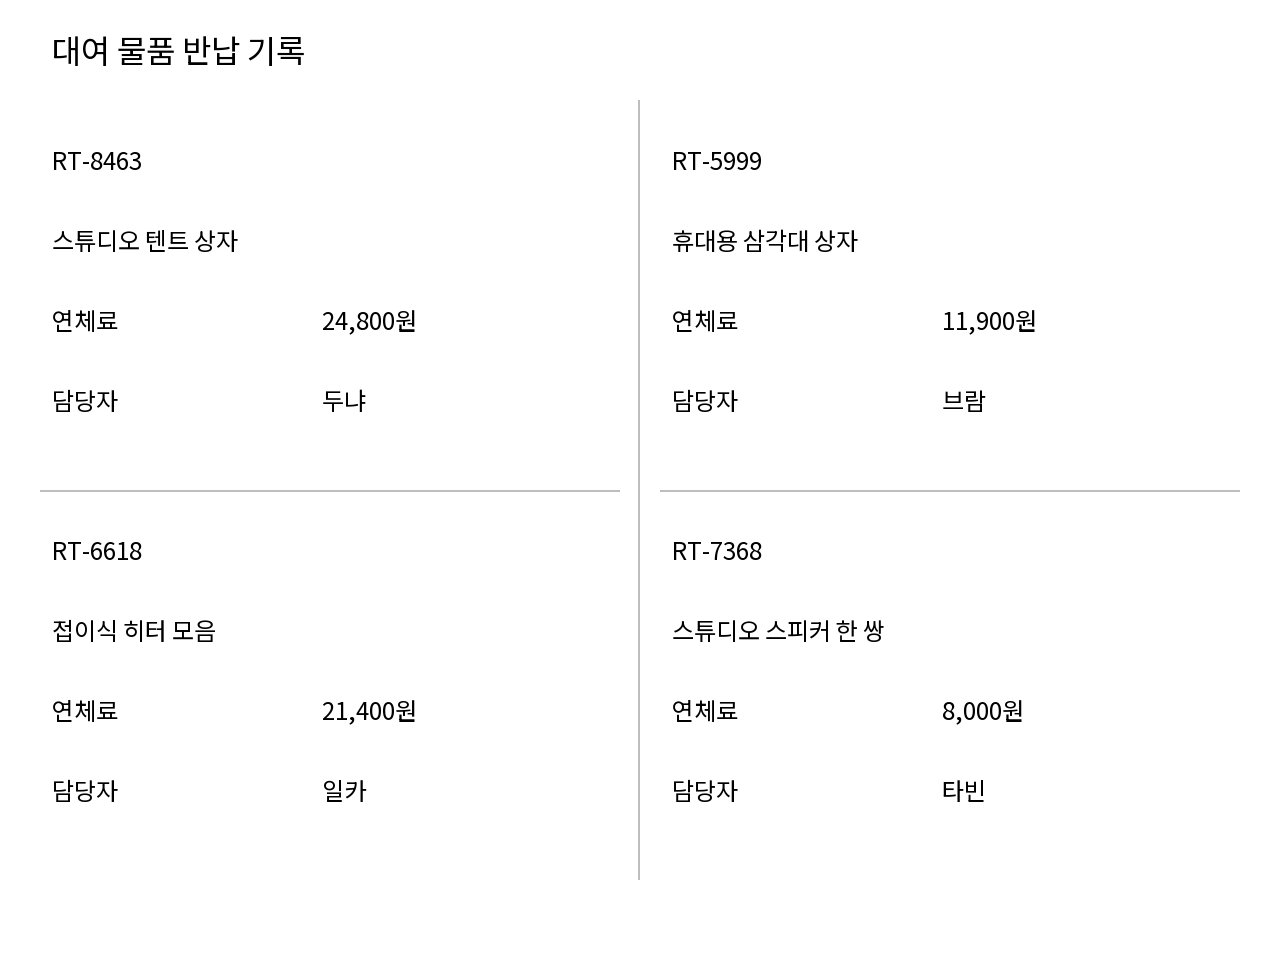 대여 물품 반납 기록
RT-8463
스튜디오 텐트 상자
연체료 24,800원
담당자 두냐
RT-5999
휴대용 삼각대 상자
연체료 11,900원
담당자 브람
RT-6618
접이식 히터 모음
연체료 21,400원
담당자 일카
RT-7368
스튜디오 스피커 한 쌍
연체료 8,000원
담당자 타빈